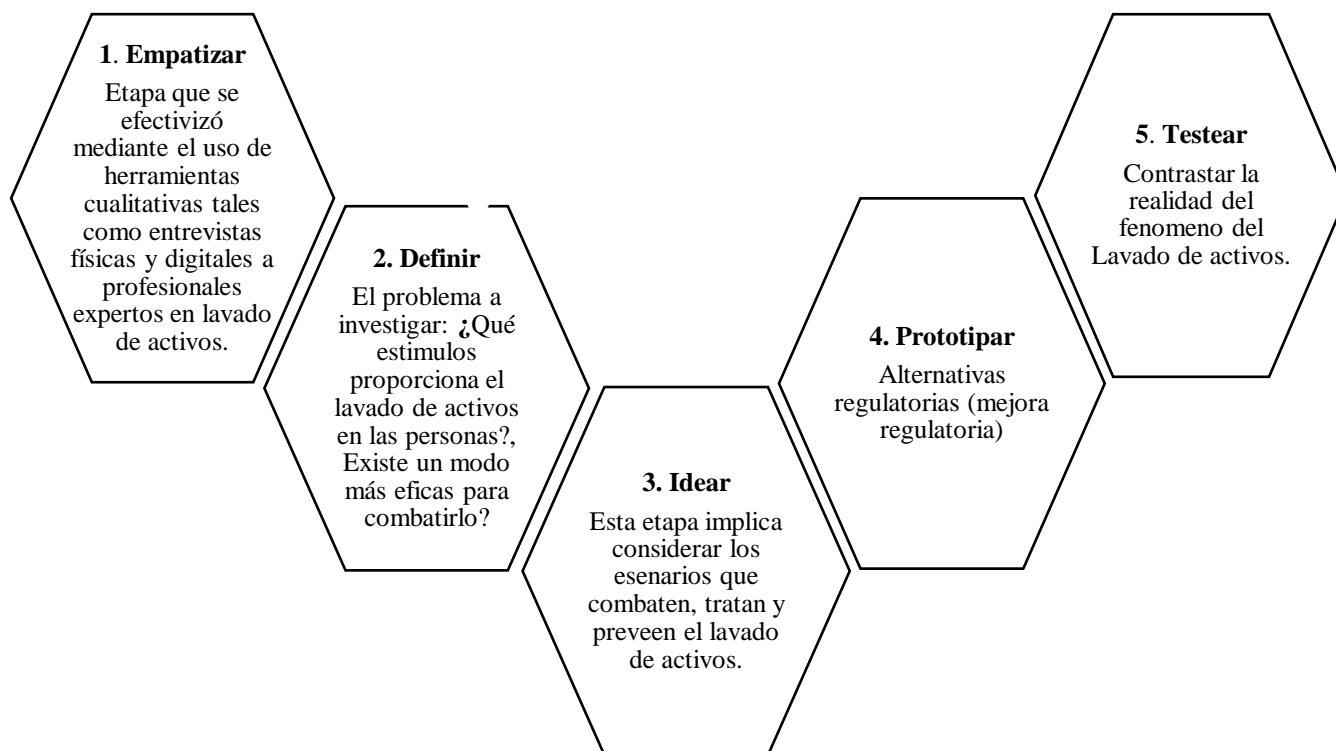 1. Empatizar
Etapa que se
efectivizó
mediante el uso de
herramientas
cualitativas tales
como entrevistas
físicas y digitales a
profesionales
expertos en lavado
de activos.
2. Definir
El problema a
investigar: ¿Qué
estimulos
proporciona el
lavado de activos
en las personas?,
Existe un modo
más eficas para
combatirlo?
3. Idear
Esta etapa implica
considerar los
esenarios que
combaten, tratan y
preveen el lavado
de activos.
4. Prototipar
Alternativas
regulatorias (mejora
regulatoria)
5. Testear
Contrastar la
realidad del
fenomeno del
Lavado de activos.